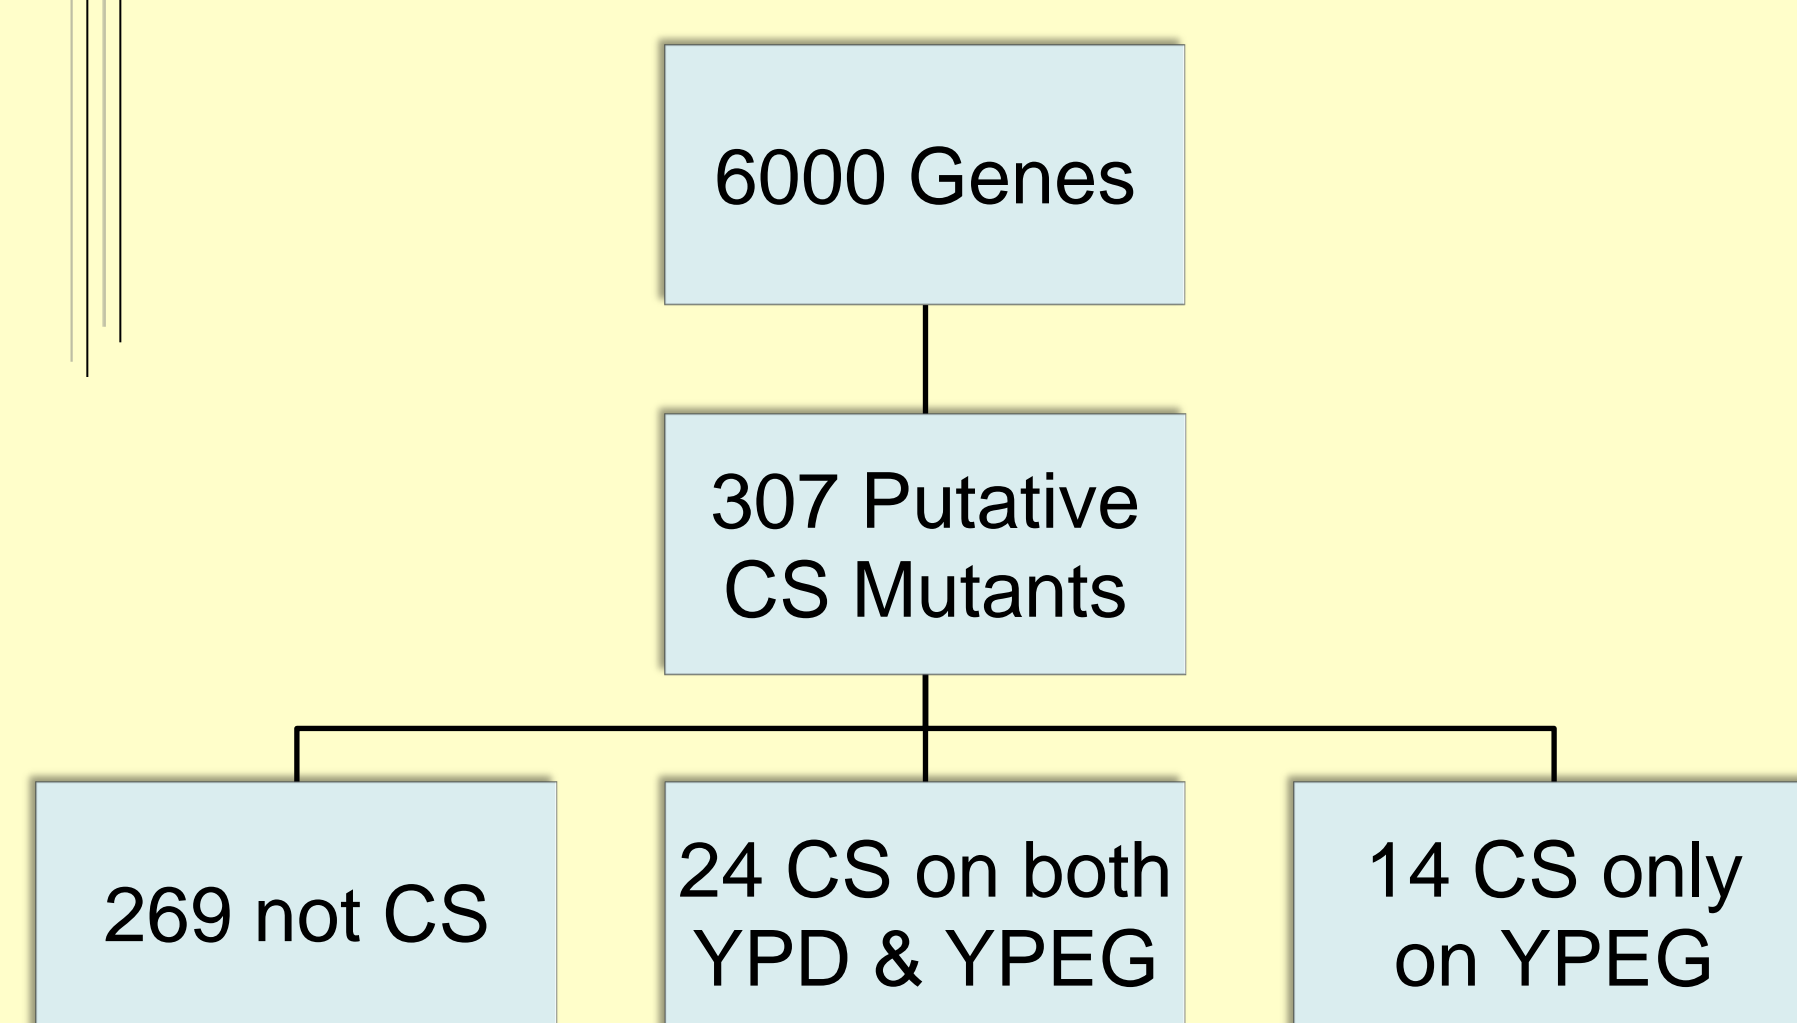 6000 Genes
307 Putative
CS Mutants
269 not CS
24 CS on both
YPD & YPEG
14 CS only
on YPEG